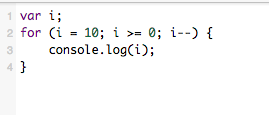 1 var i;
2 for (i = 10; i >= 0; i--) {
3     console.log(i);
4 }